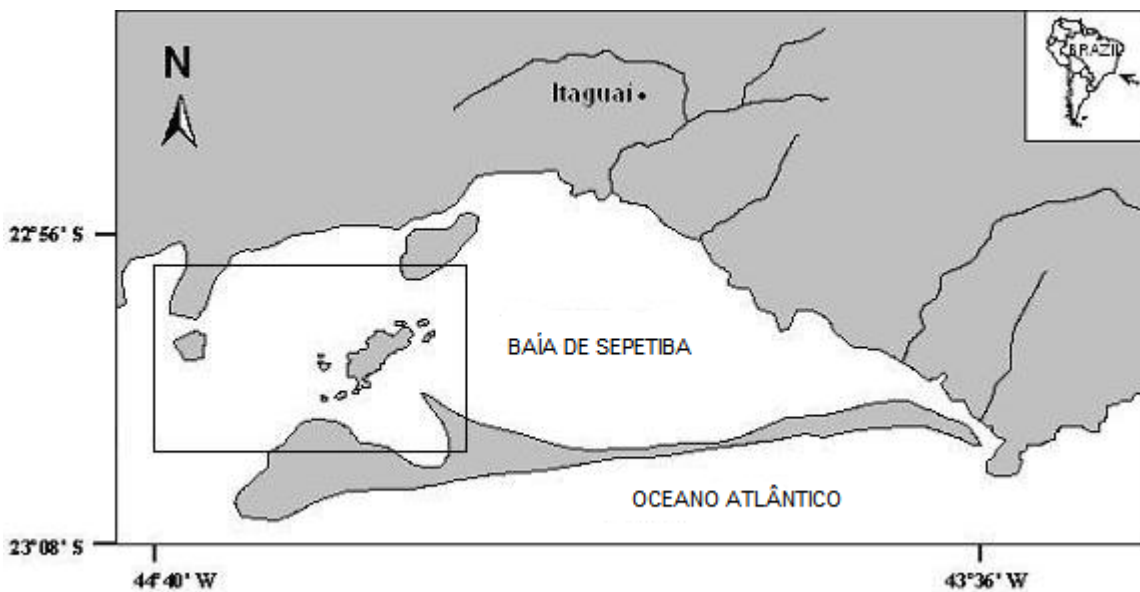 N
Itaguaí
BRAZIL
22°56' S
BAÍA DE SEPETIBA
OCEANO ATLÂNTICO
23°08' S
44°40' W
43°36' W